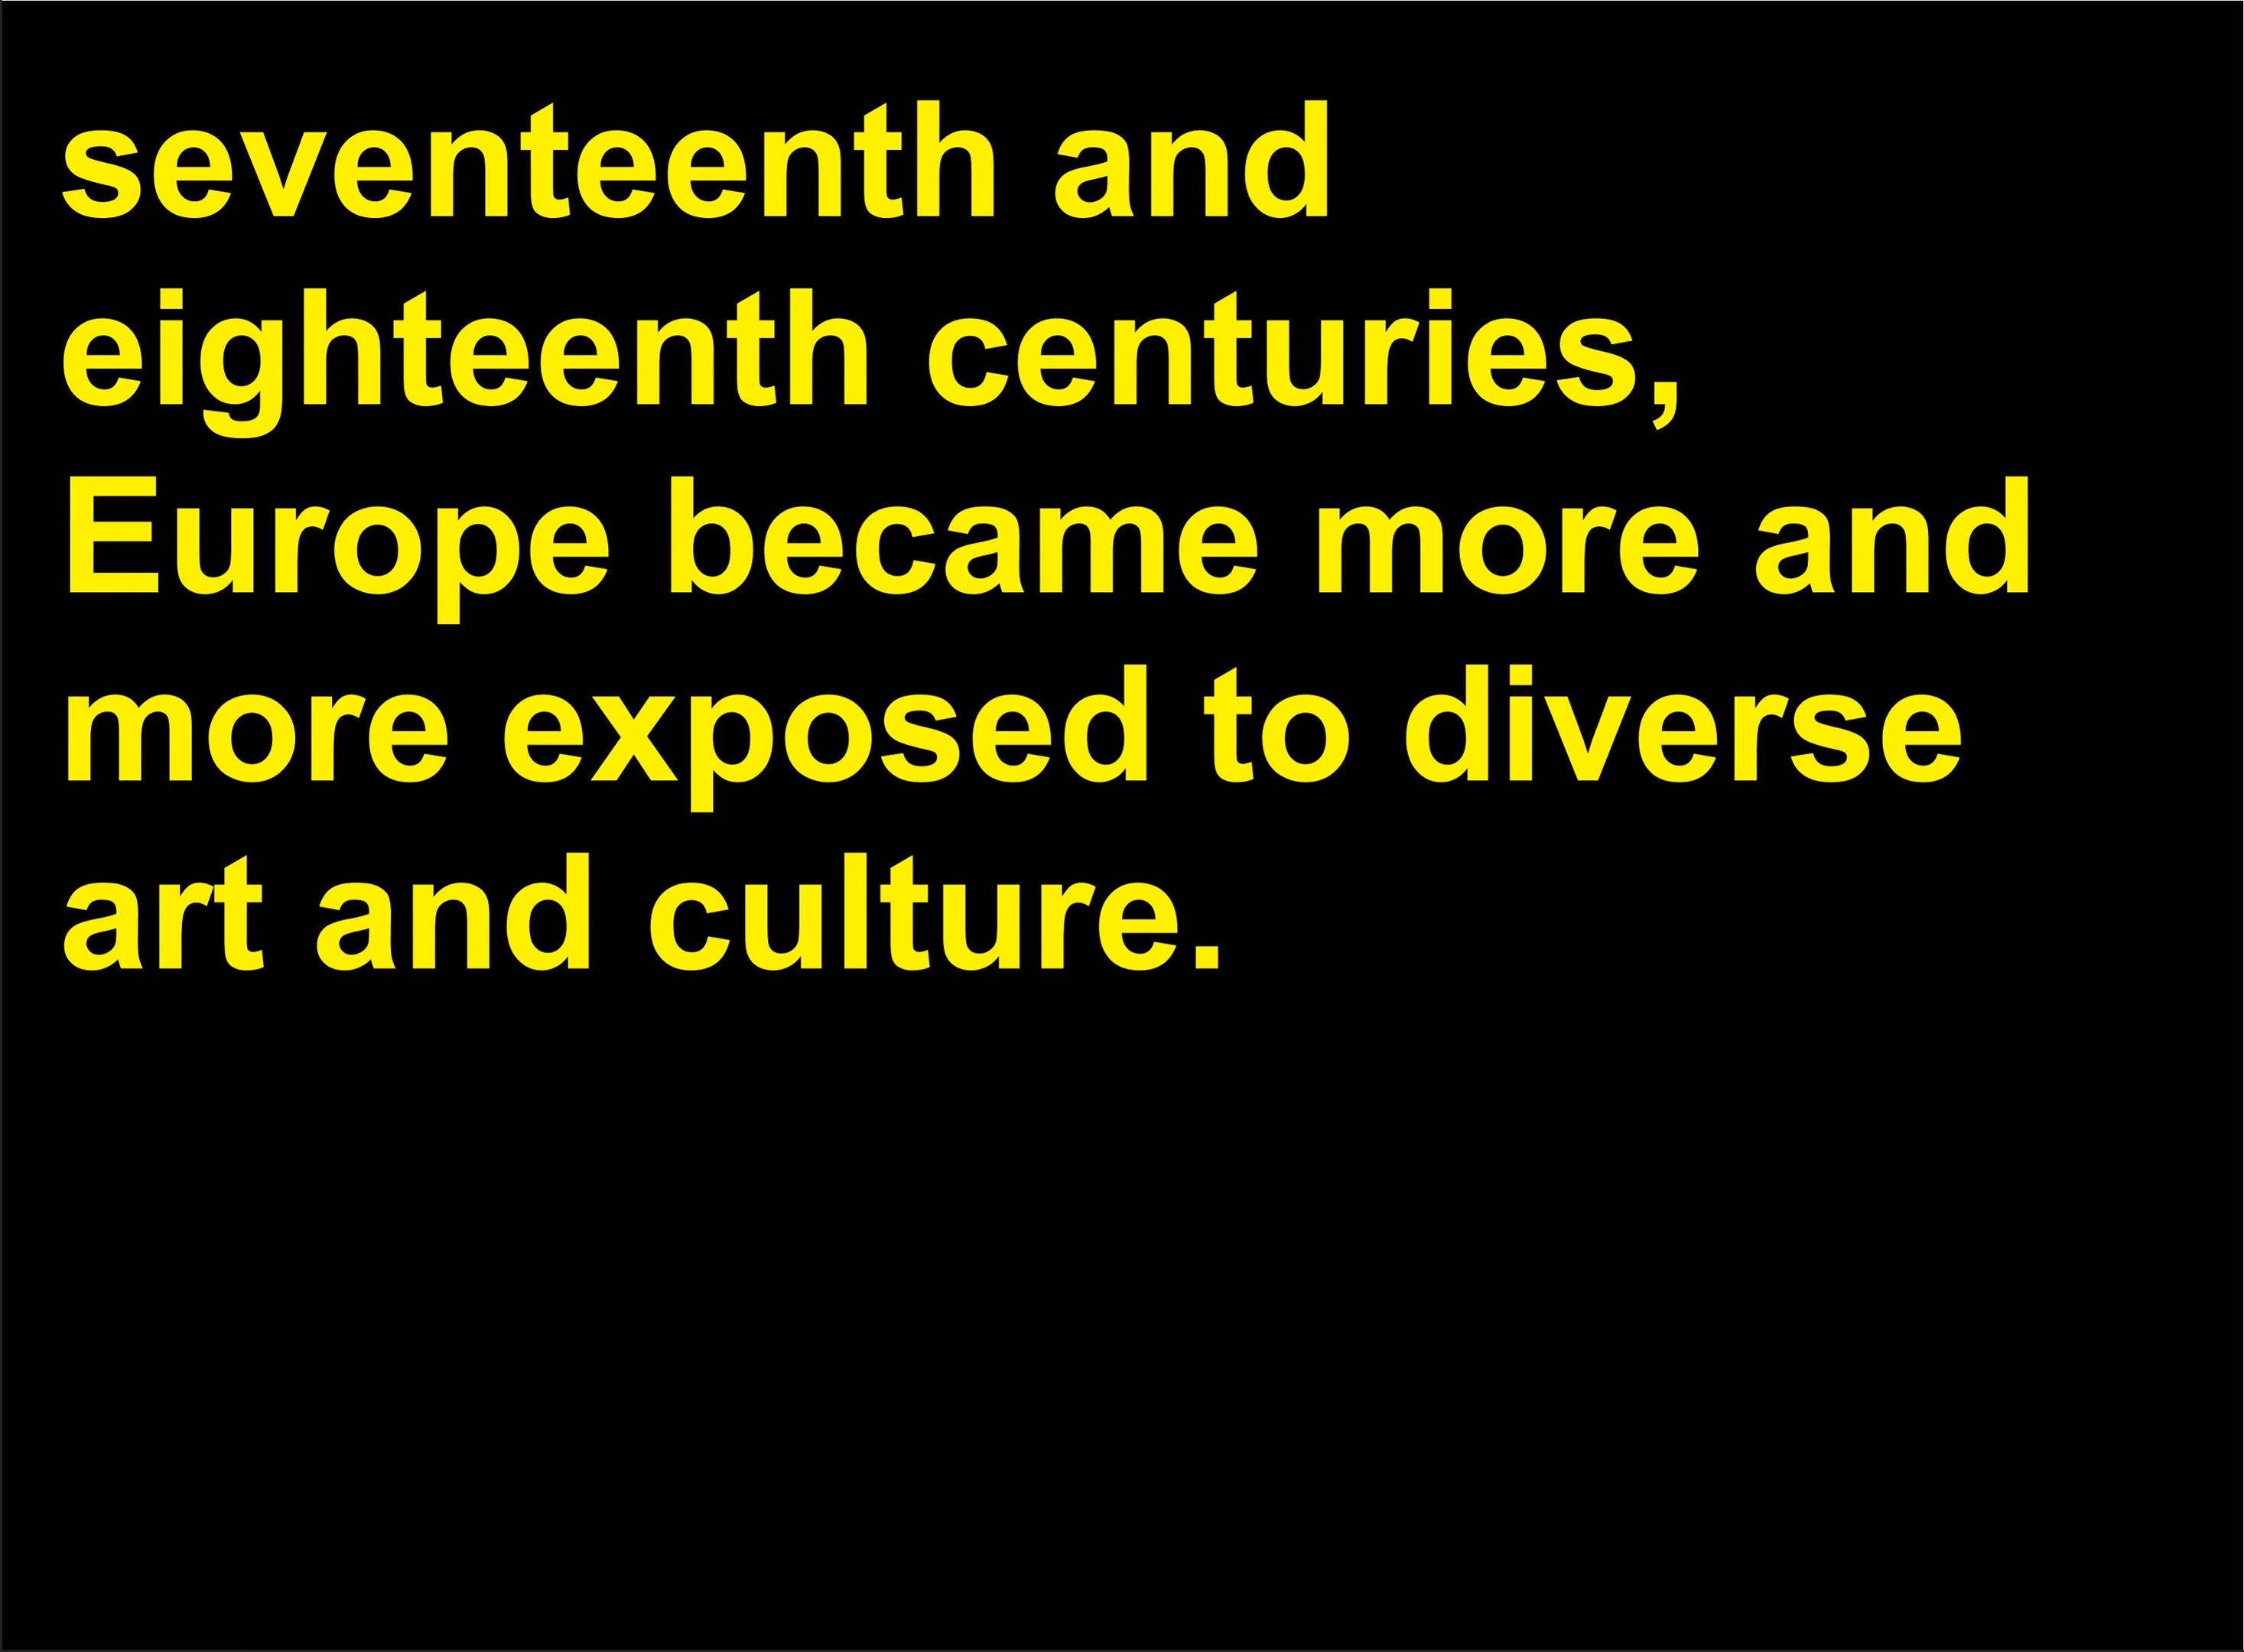 seventeenth and
eighteenth centuries,
Europe became more and
more exposed to diverse
art and culture.